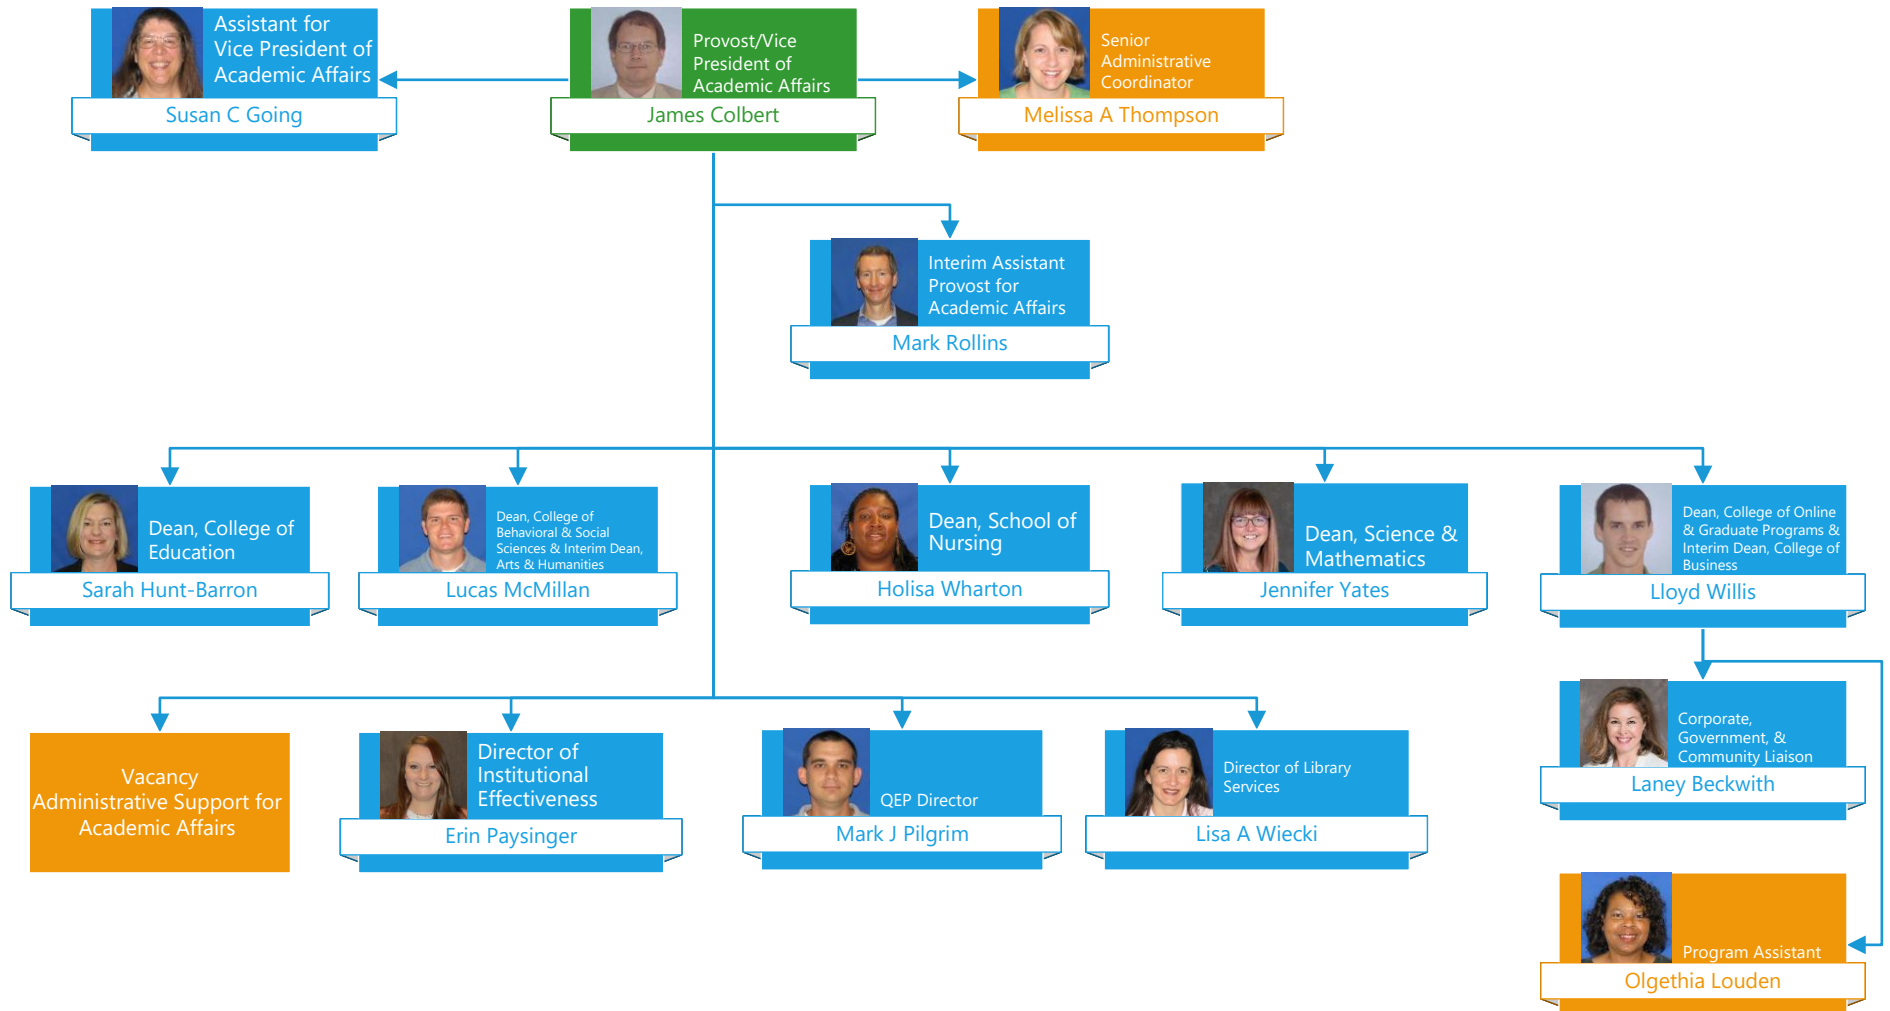 Assistant for
Vice President of
Academic Affairs
Susan C Going
Provost/Vice
President of
Academic Affairs
James Colbert
Senior
Administrative
Coordinator
Melissa A Thompson
Interim Assistant
Provost for
Academic Affairs
Mark Rollins
Dean, College of
Education
Sarah Hunt-Barron
Dean, College of
Behavioral & Social
Sciences & Interim Dean,
Arts & Humanities
Lucas McMillan
Dean, School of
Nursing
Holisa Wharton
Dean, Science &
Mathematics
Jennifer Yates
Dean, College of Online
& Graduate Programs &
Interim Dean, College of
Business
Lloyd Willis
Vacancy
Administrative Support for
Academic Affairs
Director of
Institutional
Effectiveness
Erin Paysinger
QEP Director
Mark J Pilgrim
Director of Library
Services
Lisa A Wiecki
Corporate,
Government, &
Community Liaison
Laney Beckwith
Program Assistant
Olgethia Louden